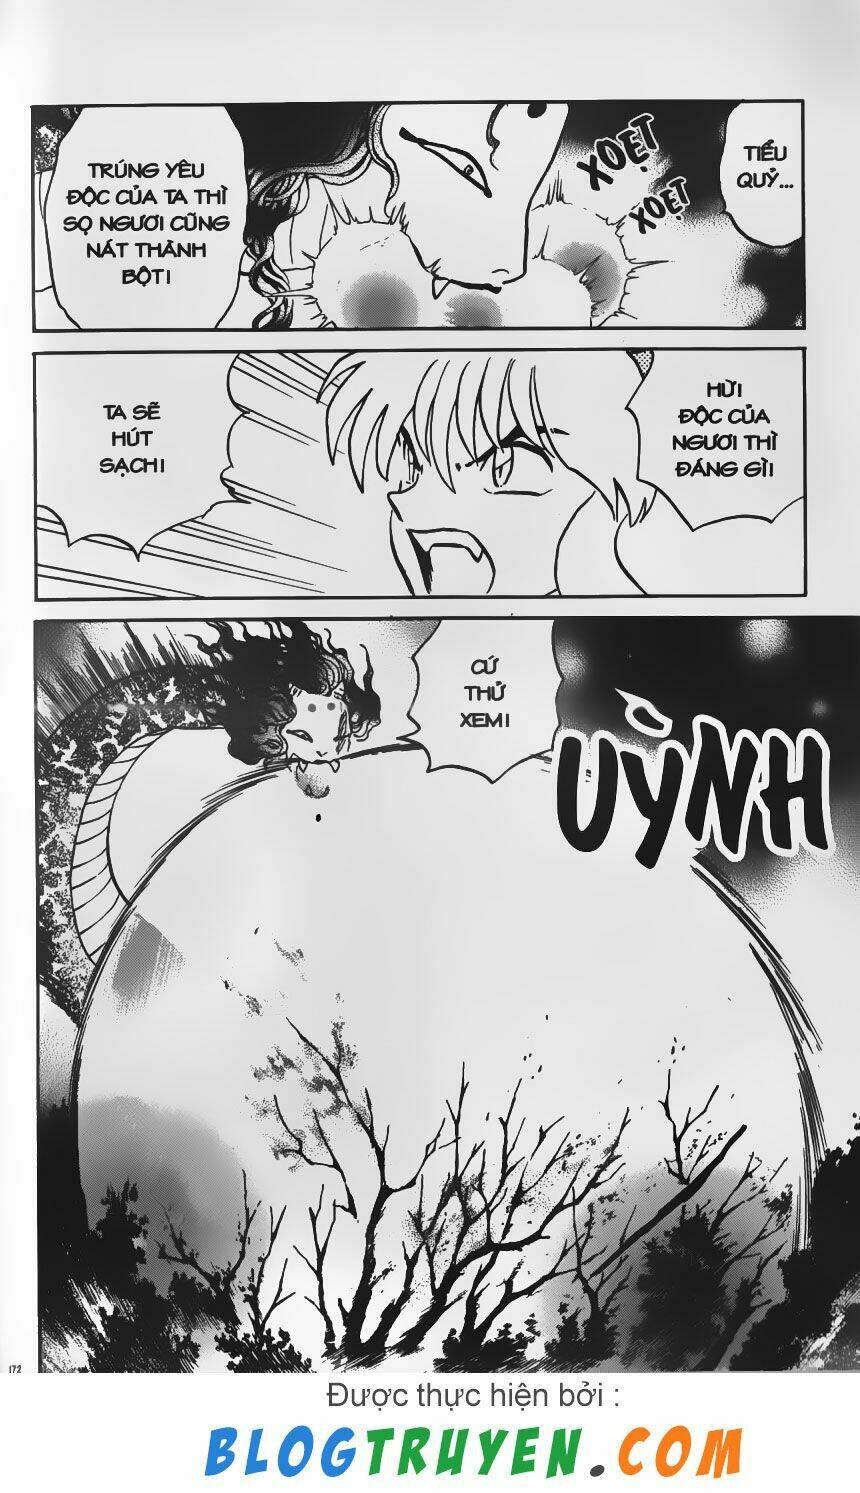 TIỂU
QUỶ...
XOẸT
XOẸT
TRÚNG YÊU
ĐỘC CỦA TA THÌ
SỌ NGƯƠI CŨNG
NÁT THÀNH
BỘT!
HỪ!
ĐỘC CỦA
NGƯƠI THÌ
ĐÁNG GÌ!
TA SẼ
HÚT
SẠCH!
CỨ
THỬ
XEM!
UỲNH
172
Được thực hiện bởi :
BLOGTRUYEN.COM